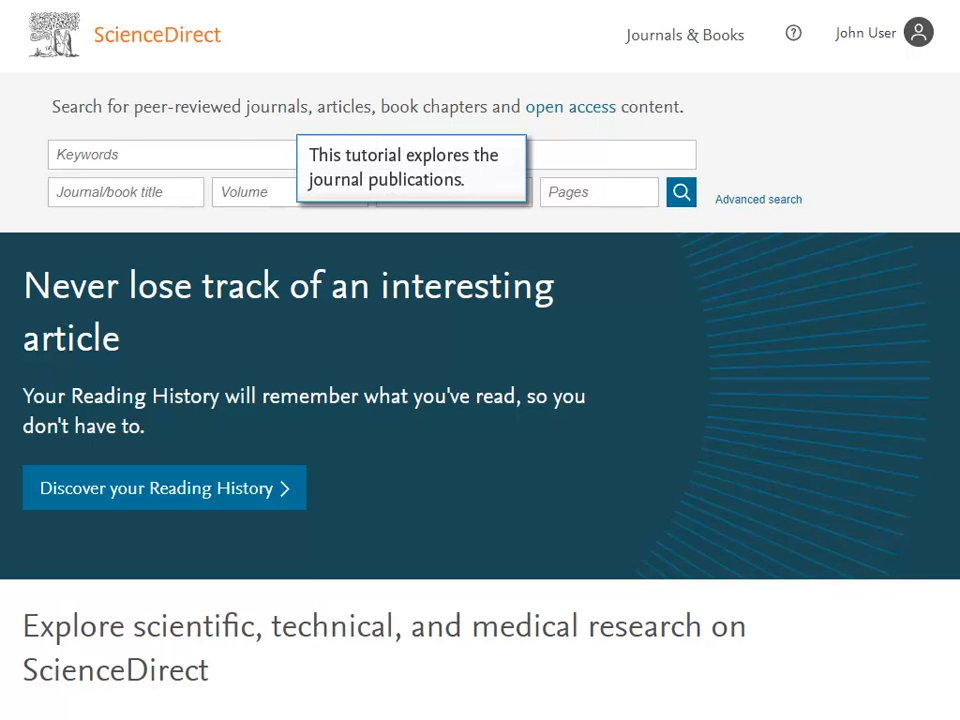 ScienceDirect
Journals & Books
?
John User
Search for peer-reviewed journals, articles, book chapters and open access content.
Keywords
This tutorial explores the
journal publications.
Journal/book title
Volume
Pages
Advanced search
Never lose track of an interesting
article
Your Reading History will remember what you've read, so you
don't have to.
Discover your Reading History
Explore scientific, technical, and medical research on
ScienceDirect